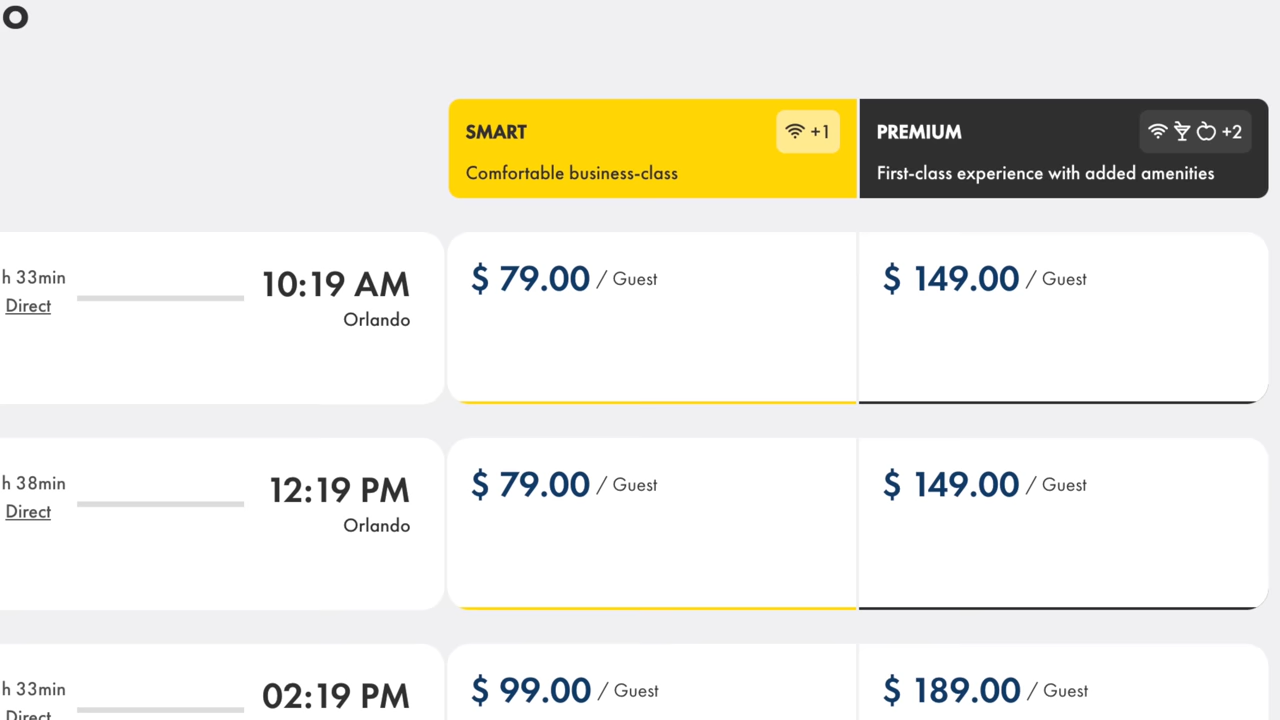 o
SMART
+1
Comfortable business-class
PREMIUM
+2
First-class experience with added amenities
h 33min
Direct
10:19 AM
Orlando
$ 79.00 / Guest
$ 149.00 / Guest
h 38min
Direct
12:19 PM
Orlando
$ 79.00 / Guest
$ 149.00 / Guest
h 33min
Direct
02:19 PM
$ 99.00 / Guest
$ 189.00 / Guest